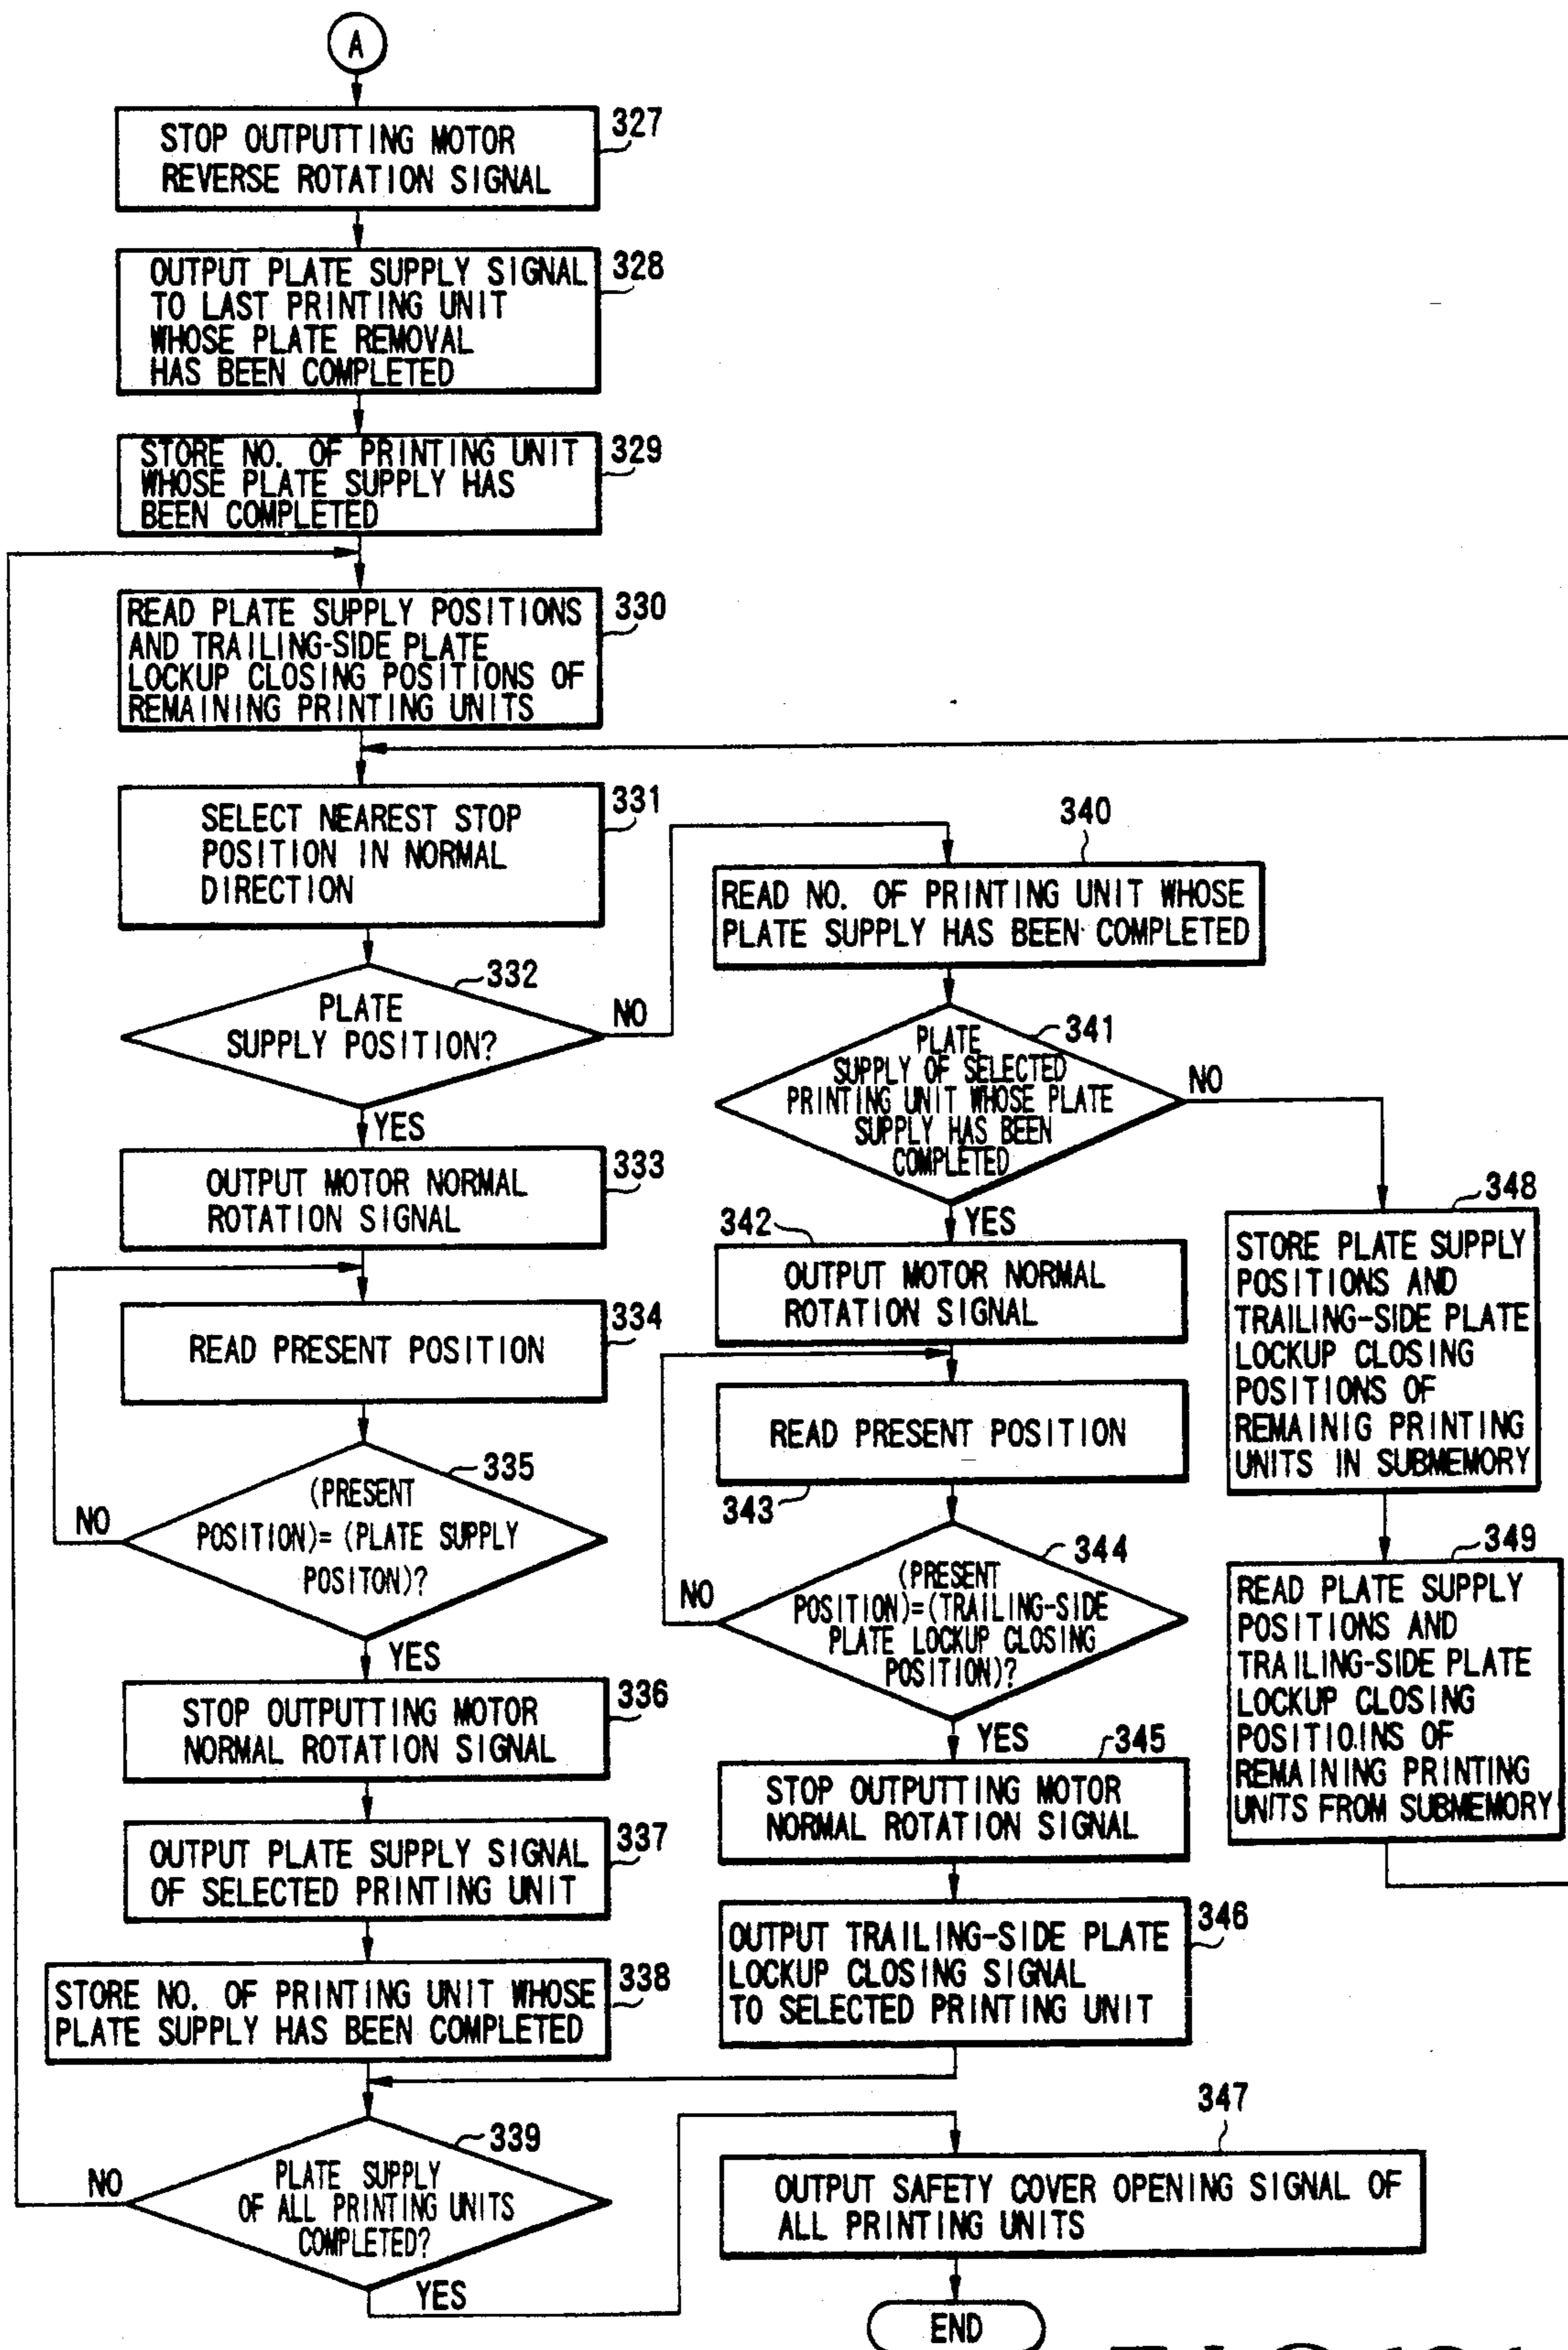 A
STOP OUTPUTTING MOTOR
REVERSE ROTATION SIGNAL
327
OUTPUT PLATE SUPPLY SIGNAL
TO LAST PRINTING UNIT
WHOSE PLATE REMOVAL
HAS BEEN COMPLETED
328
STORE NO. OF PRINTING UNIT
WHOSE PLATE SUPPLY HAS
BEEN COMPLETED
329
READ PLATE SUPPLY POSITIONS
AND TRAILING-SIDE PLATE
LOCKUP CLOSING POSITIONS OF
REMAINING PRINTING UNITS
330
SELECT NEAREST STOP
POSITION IN NORMAL
DIRECTION
331
332
PLATE
SUPPLY POSITION?
NO
YES
OUTPUT MOTOR NORMAL
ROTATION SIGNAL
333
READ PRESENT POSITION
334
335
(PRESENT
POSITION)= (PLATE SUPPLY
POSITON)?
NO
YES
STOP OUTPUTTING MOTOR
NORMAL ROTATION SIGNAL
336
OUTPUT PLATE SUPPLY SIGNAL
OF SELECTED PRINTING UNIT
337
STORE NO. OF PRINTING UNIT WHOSE
PLATE SUPPLY HAS BEEN COMPLETED
338
339
PLATE SUPPLY
OF ALL PRINTING UNITS
COMPLETED?
NO
YES
340
READ NO. OF PRINTING UNIT WHOSE
PLATE SUPPLY HAS BEEN COMPLETED
341
PLATE
SUPPLY OF SELECTED
PRINTING UNIT WHOSE PLATE
SUPPLY HAS BEEN
COMPLETED
NO
YES
342
OUTPUT MOTOR NORMAL
ROTATION SIGNAL
READ PRESENT POSITION
343
344
(PRESENT
POSITION)=(TRAILING-SIDE
PLATE LOCKUP CLOSING
POSITION)?
NO
YES
345
STOP OUTPUTTING MOTOR
NORMAL ROTATION SIGNAL
OUTPUT TRAILING-SIDE PLATE
LOCKUP CLOSING SIGNAL
TO SELECTED PRINTING UNIT
346
347
OUTPUT SAFETY COVER OPENING SIGNAL OF
ALL PRINTING UNITS
END
348
STORE PLATE SUPPLY
POSITIONS AND
TRAILING-SIDE PLATE
LOCKUP CLOSING
POSITIONS OF
REMAINIG PRINTING
UNITS IN SUBMEMORY
349
READ PLATE SUPPLY
POSITIONS AND
TRAILING-SIDE PLATE
LOCKUP CLOSING
POSITIO.INS OF
REMAINING PRINTING
UNITS FROM SUBMEMORY